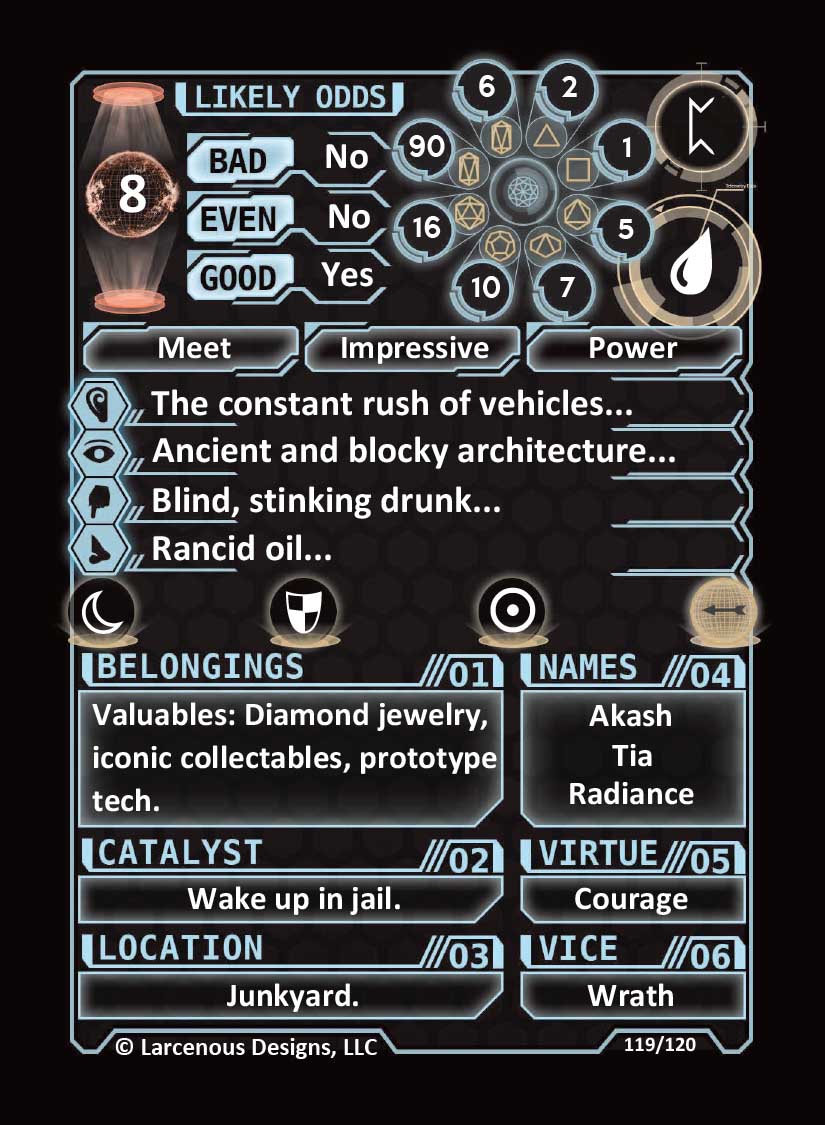 LIKELY ODDS
8
BAD No
EVEN No
GOOD Yes
6
2
90
1
16
5
10
7
Meet Impressive Power
The constant rush of vehicles...
Ancient and blocky architecture...
Blind, stinking drunk...
Rancid oil...
BELONGINGS ///01
Valuables: Diamond jewelry,
iconic collectables, prototype
tech.
NAMES ///04
Akash
Tia
Radiance
CATALYST ///02
Wake up in jail.
VIRTUE ///05
Courage
LOCATION ///03
Junkyard.
VICE ///06
Wrath
© Larcenous Designs, LLC
119/120